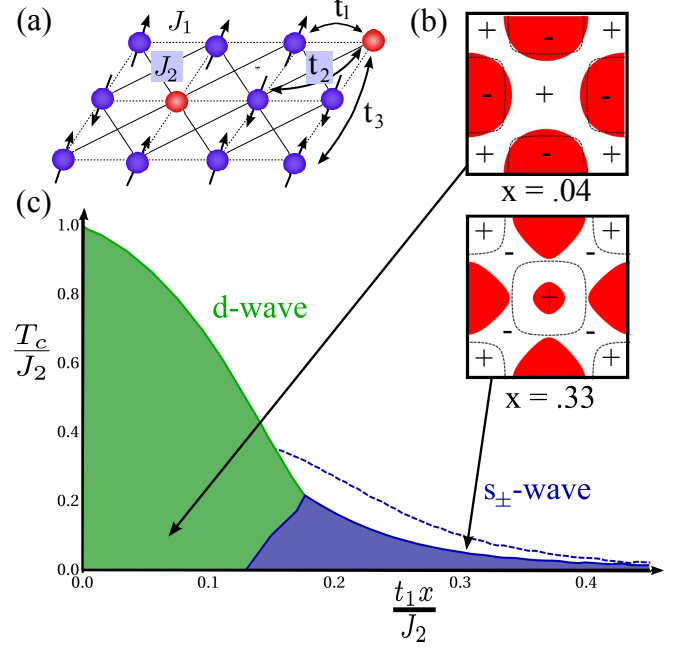 (a)
J₁
t₁
J₂
t₂
t₃
(b)
+ - +
- + -
+ - +
x = .04
+ +
- -
+
- -
+ +
x = .33
(c)
1.0
0.8
0.6
0.4
0.2
0.0
T_c
J₂
d-wave
s±-wave
0.0 0.1 0.2 0.3 0.4
t₁x
J₂